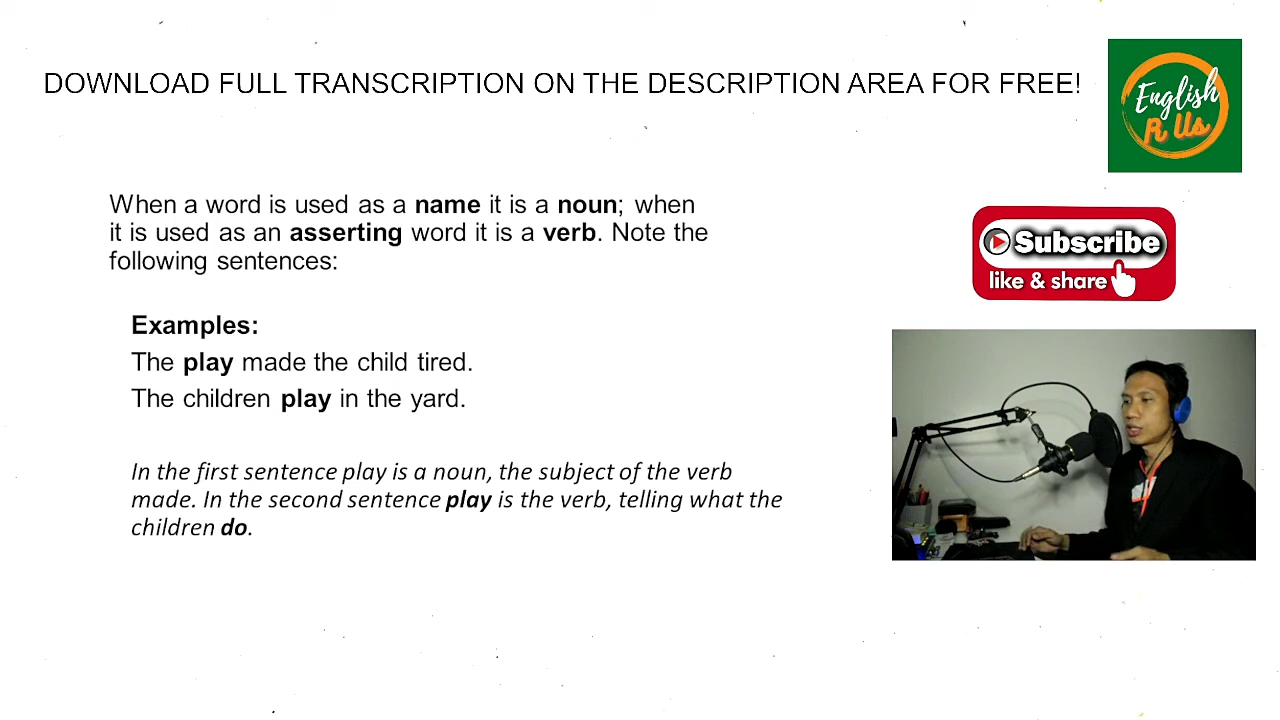 DOWNLOAD FULL TRANSCRIPTION ON THE DESCRIPTION AREA FOR FREE!
English
R Us
When a word is used as a name it is a noun; when
it is used as an asserting word it is a verb. Note the
following sentences:
Subscribe
like & share
Examples:
The play made the child tired.
The children play in the yard.
In the first sentence play is a noun, the subject of the verb
made. In the second sentence play is the verb, telling what the
children do.